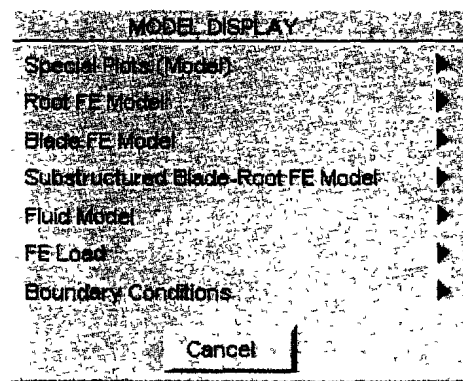 MODEL DISPLAY
Special Plots (Model)
Root FE Model
Blade FE Model
Substructured Blade-Root FE Model
Fluid Model
FE Load
Boundary Conditions
Cancel